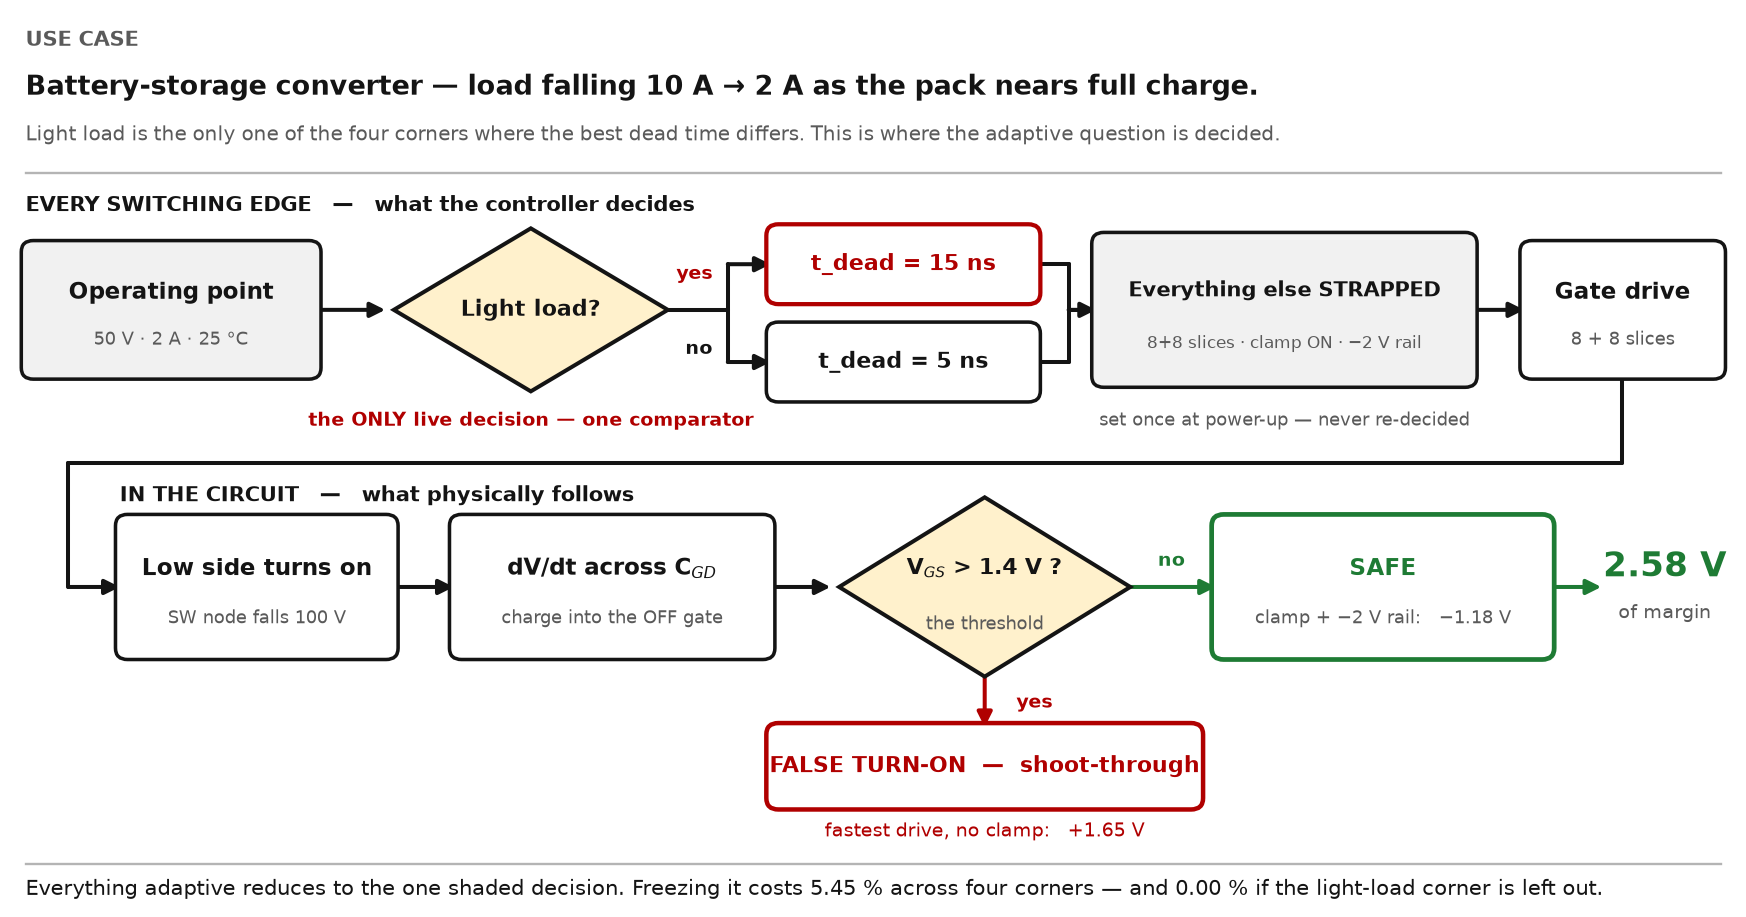 USE CASE
Battery-storage converter — load falling 10 A → 2 A as the pack nears full charge.
Light load is the only one of the four corners where the best dead time differs. This is where the adaptive question is decided.
EVERY SWITCHING EDGE — what the controller decides
Operating point
50 V · 2 A · 25 °C
Light load?
yes
no
t_dead = 15 ns
t_dead = 5 ns
Everything else STRAPPED
8+8 slices · clamp ON · −2 V rail
Gate drive
8 + 8 slices
the ONLY live decision — one comparator
set once at power-up — never re-decided
IN THE CIRCUIT — what physically follows
Low side turns on
SW node falls 100 V
dV/dt across C_GD
charge into the OFF gate
V_GS > 1.4 V ?
the threshold
no
SAFE
clamp + −2 V rail: −1.18 V
2.58 V
of margin
yes
FALSE TURN-ON — shoot-through
fastest drive, no clamp: +1.65 V
Everything adaptive reduces to the one shaded decision. Freezing it costs 5.45 % across four corners — and 0.00 % if the light-load corner is left out.